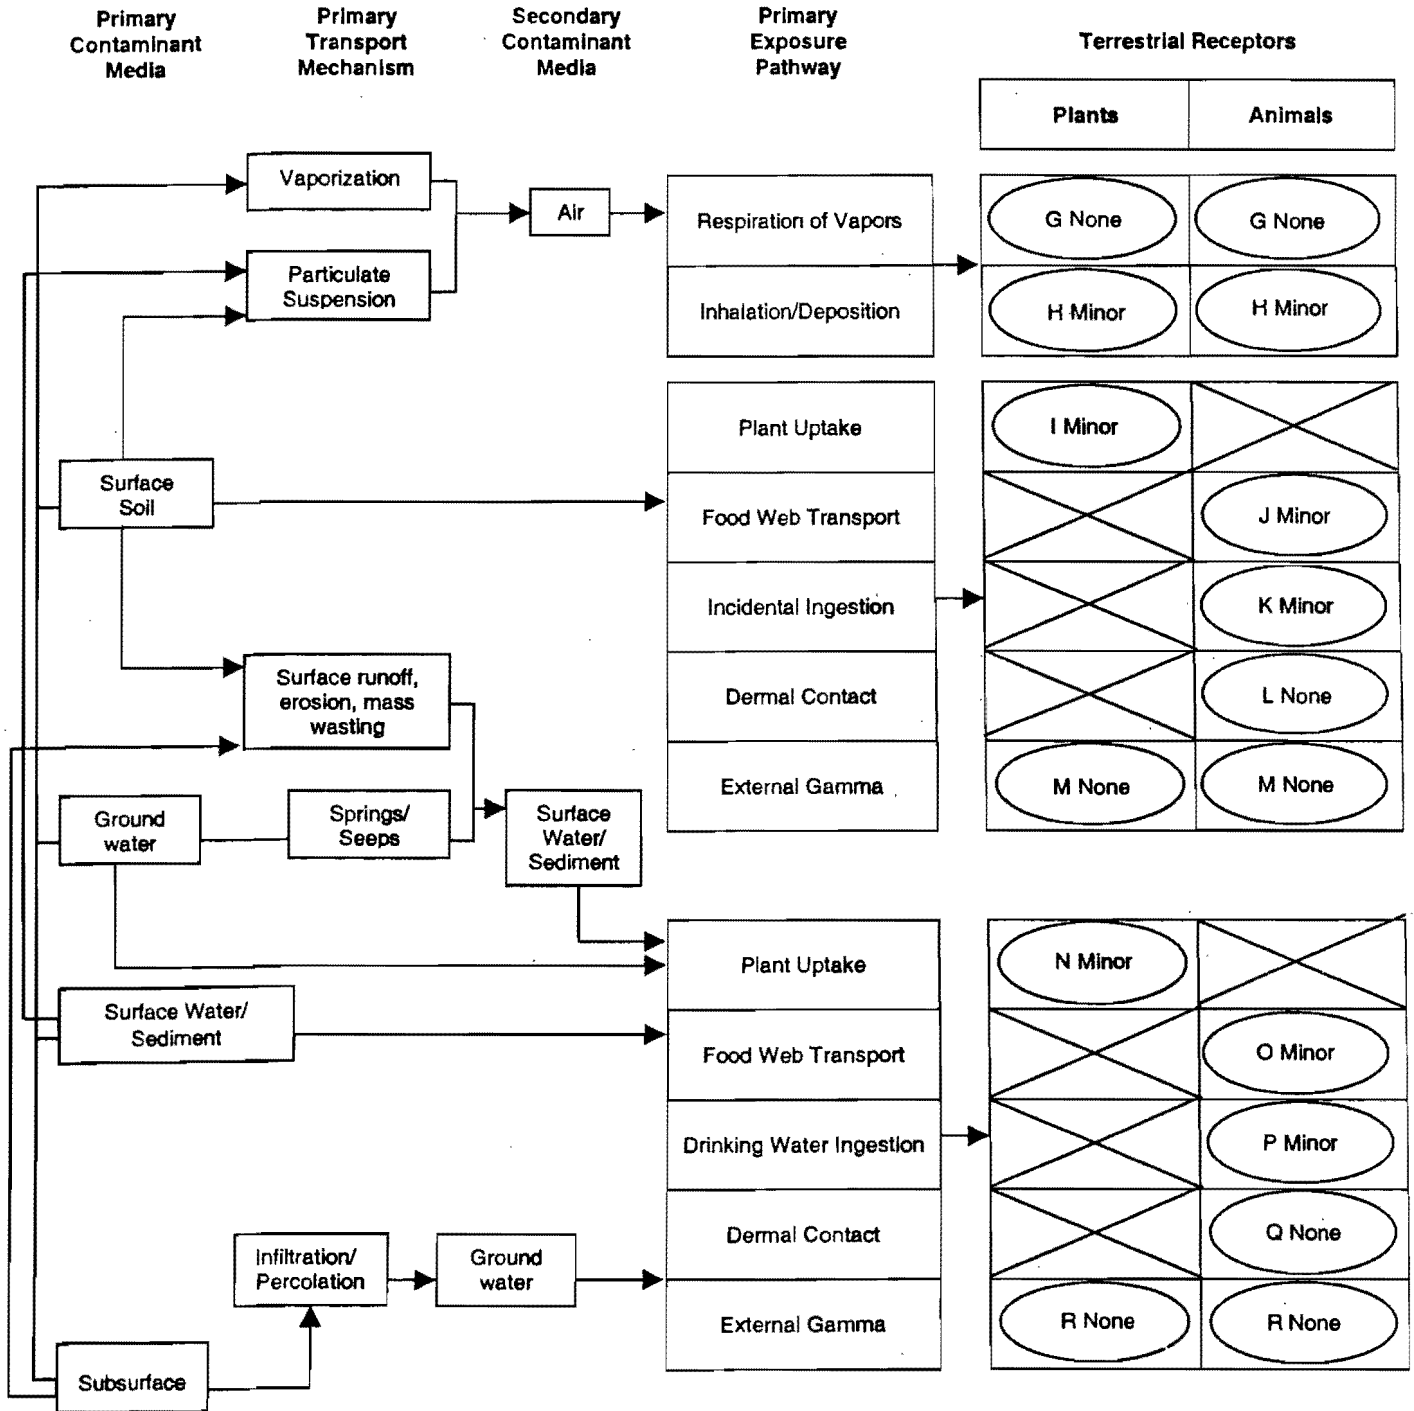 Primary
Contaminant
Media
Primary
Transport
Mechanism
Secondary
Contaminant
Media
Primary
Exposure
Pathway
Terrestrial Receptors
Plants
Animals
Vaporization
Particulate
Suspension
Air
Respiration of Vapors
Inhalation/Deposition
G None
G None
H Minor
H Minor
Surface
Soil
Plant Uptake
Food Web Transport
Incidental Ingestion
Dermal Contact
External Gamma
I Minor
J Minor
K Minor
L None
M None
M None
Surface runoff,
erosion, mass
wasting
Ground
water
Springs/
Seeps
Surface
Water/
Sediment
Surface Water/
Sediment
Plant Uptake
Food Web Transport
Drinking Water Ingestion
Dermal Contact
External Gamma
N Minor
O Minor
P Minor
Q None
R None
R None
Infiltration/
Percolation
Ground
water
Subsurface